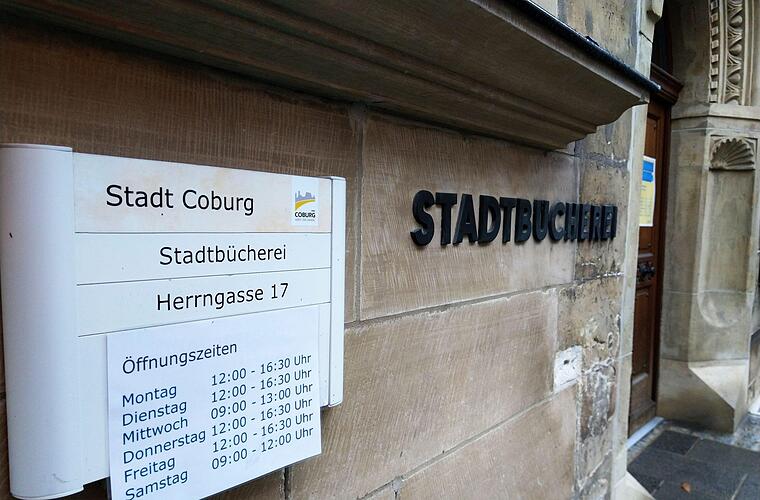 Stadt Coburg
COBURG
Stadtbücherei
Herrngasse 17
Öffnungszeiten
Montag 12:00 - 16:30 Uhr
Dienstag 12:00 - 16:30 Uhr
Mittwoch 09:00 - 13:00 Uhr
Donnerstag 12:00 - 16:30 Uhr
Freitag 12:00 - 16:30 Uhr
Samstag 09:00 - 12:00 Uhr
STADTBÜCHEREI